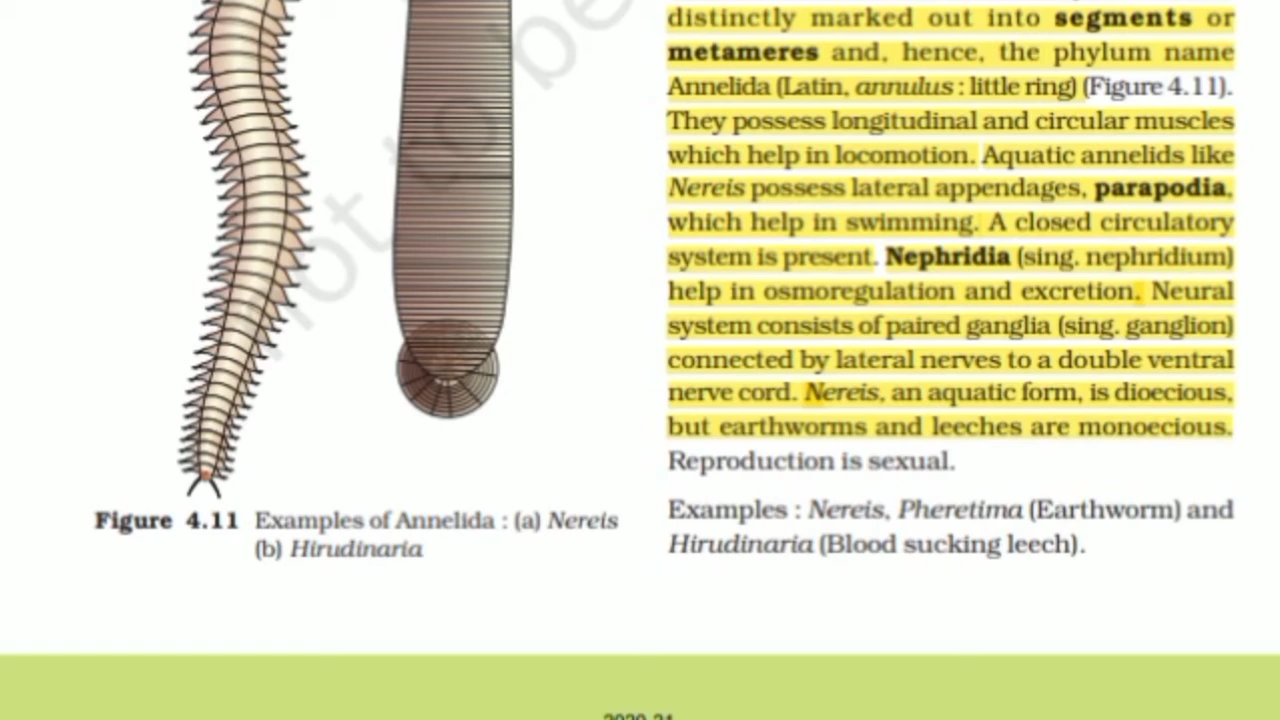 distinctly marked out into segments or
metameres and, hence, the phylum name
Annelida (Latin, annulus : little ring) (Figure 4.11).
They possess longitudinal and circular muscles
which help in locomotion. Aquatic annelids like
Nereis possess lateral appendages, parapodia,
which help in swimming. A closed circulatory
system is present. Nephridia (sing. nephridium)
help in osmoregulation and excretion. Neural
system consists of paired ganglia (sing. ganglion)
connected by lateral nerves to a double ventral
nerve cord. Nereis, an aquatic form, is dioecious,
but earthworms and leeches are monoecious.
Reproduction is sexual.
Examples : Nereis, Pheretima (Earthworm) and
Hirudinaria (Blood sucking leech).
Figure 4.11 Examples of Annelida : (a) Nereis
(b) Hirudinaria
not to be